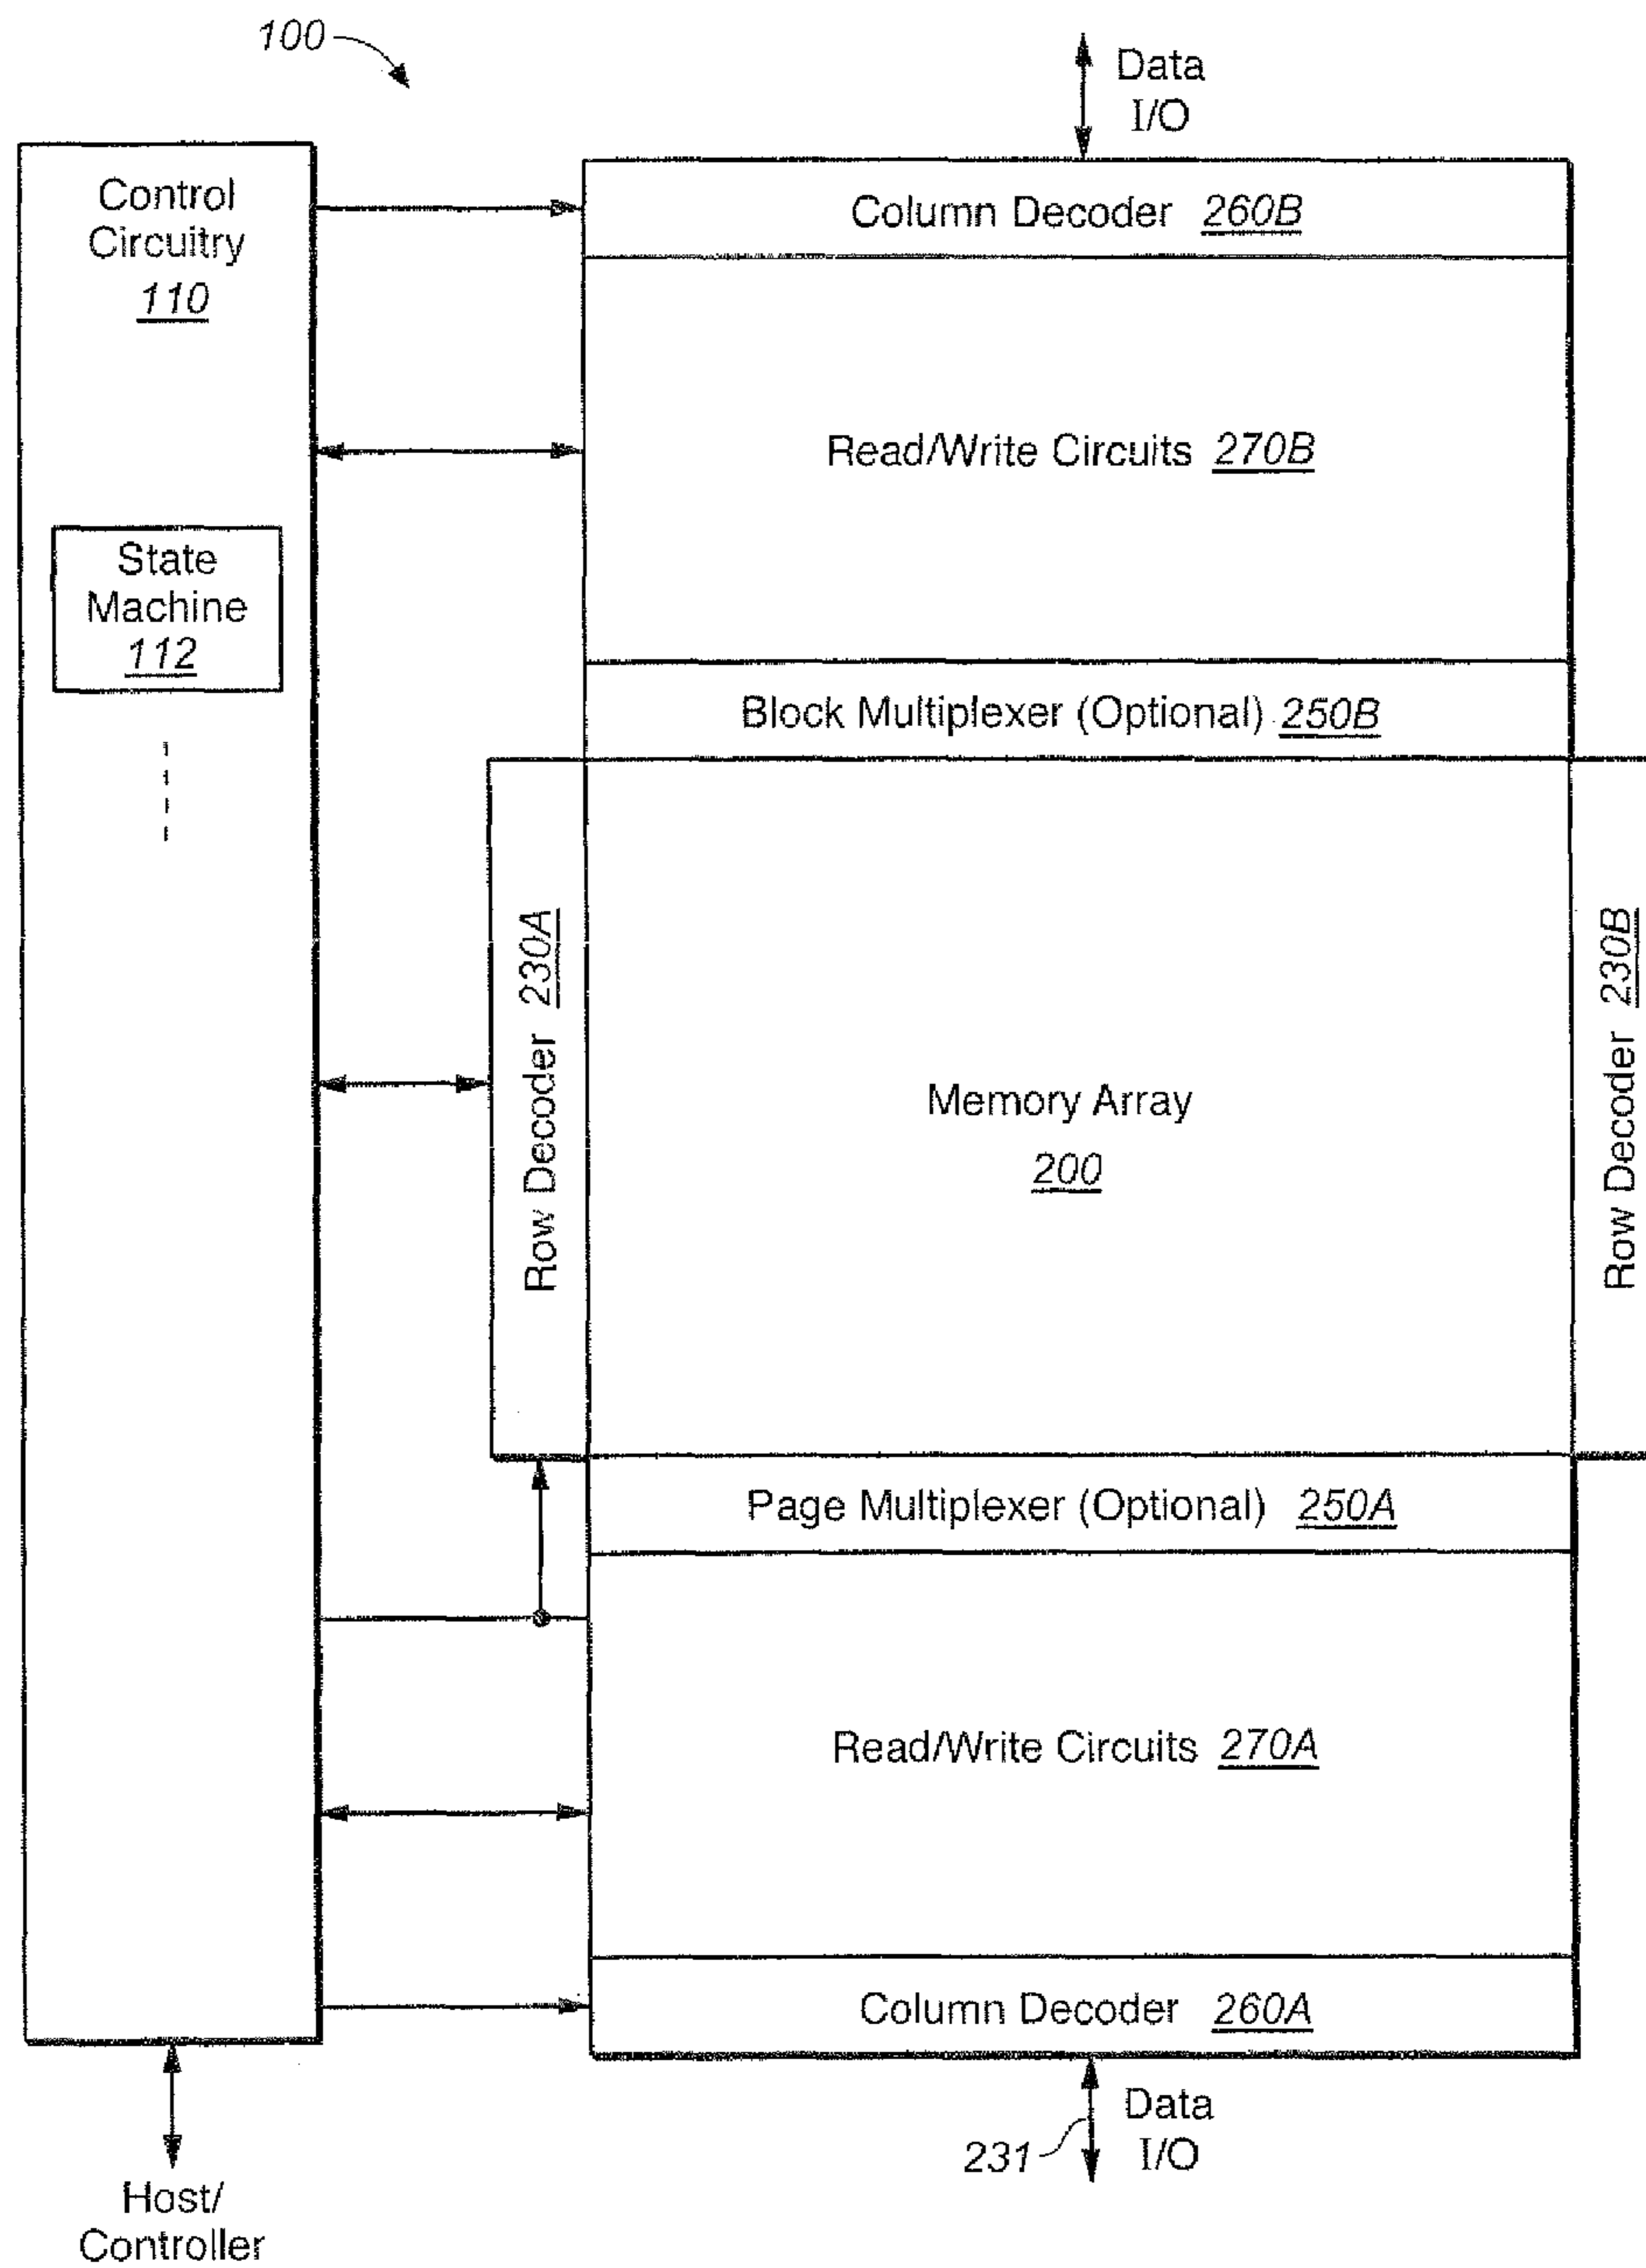 100
Data
I/O
Control
Circuitry
110
Column Decoder 260B
Read/Write Circuits 270B
State
Machine
112
Block Multiplexer (Optional) 250B
Row Decoder 230A
Memory Array
200
Row Decoder 230B
Page Multiplexer (Optional) 250A
Read/Write Circuits 270A
Column Decoder 260A
231
Data
I/O
Host/
Controller